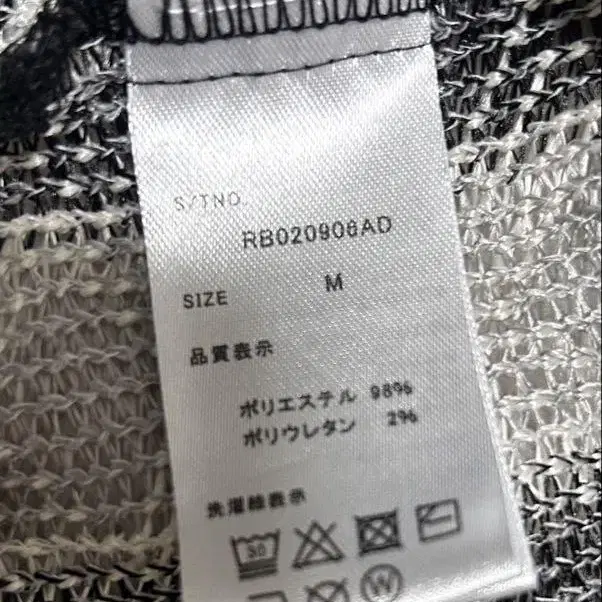 S/TNO.
RB020906AD
SIZE M
品質表示
ポリエステル 98%
ポリウレタン 2%
洗濯絵表示
30
W